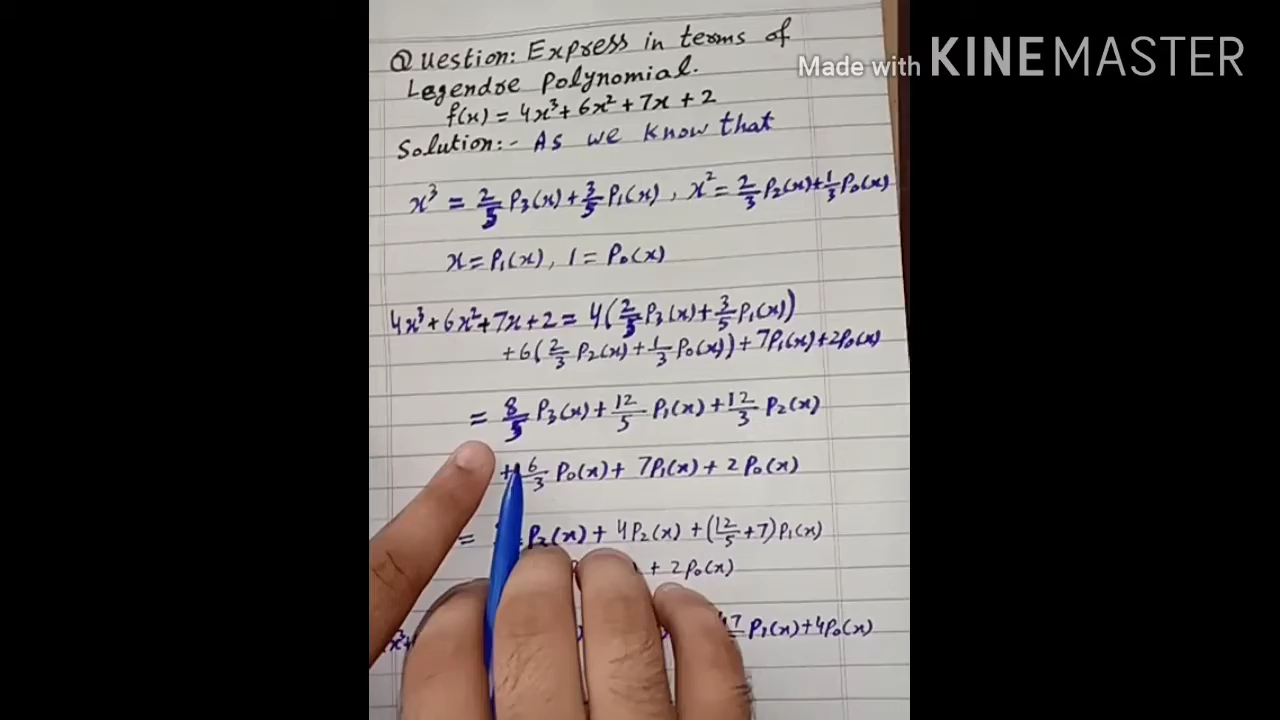 Made with KINEMASTER
Question: Express in terms of
Legendre Polynomial.
f(x) = 4x³ + 6x² + 7x + 2
Solution:- As we know that
x³ = 2/5 P₃(x) + 3/5 P₁(x), x² = 2/3 P₂(x) + 1/3 P₀(x)
x = P₁(x), 1 = P₀(x)
4x³ + 6x² + 7x + 2 = 4(2/5 P₃(x) + 3/5 P₁(x))
+ 6(2/3 P₂(x) + 1/3 P₀(x)) + 7P₁(x) + 2P₀(x)
= 8/5 P₃(x) + 12/5 P₁(x) + 12/3 P₂(x)
+ 6/3 P₀(x) + 7P₁(x) + 2P₀(x)
= P₂(x) + 4P₂(x) + (12/5 + 7)P₁(x)
+ 2P₀(x)
P₁(x) + 4P₀(x)